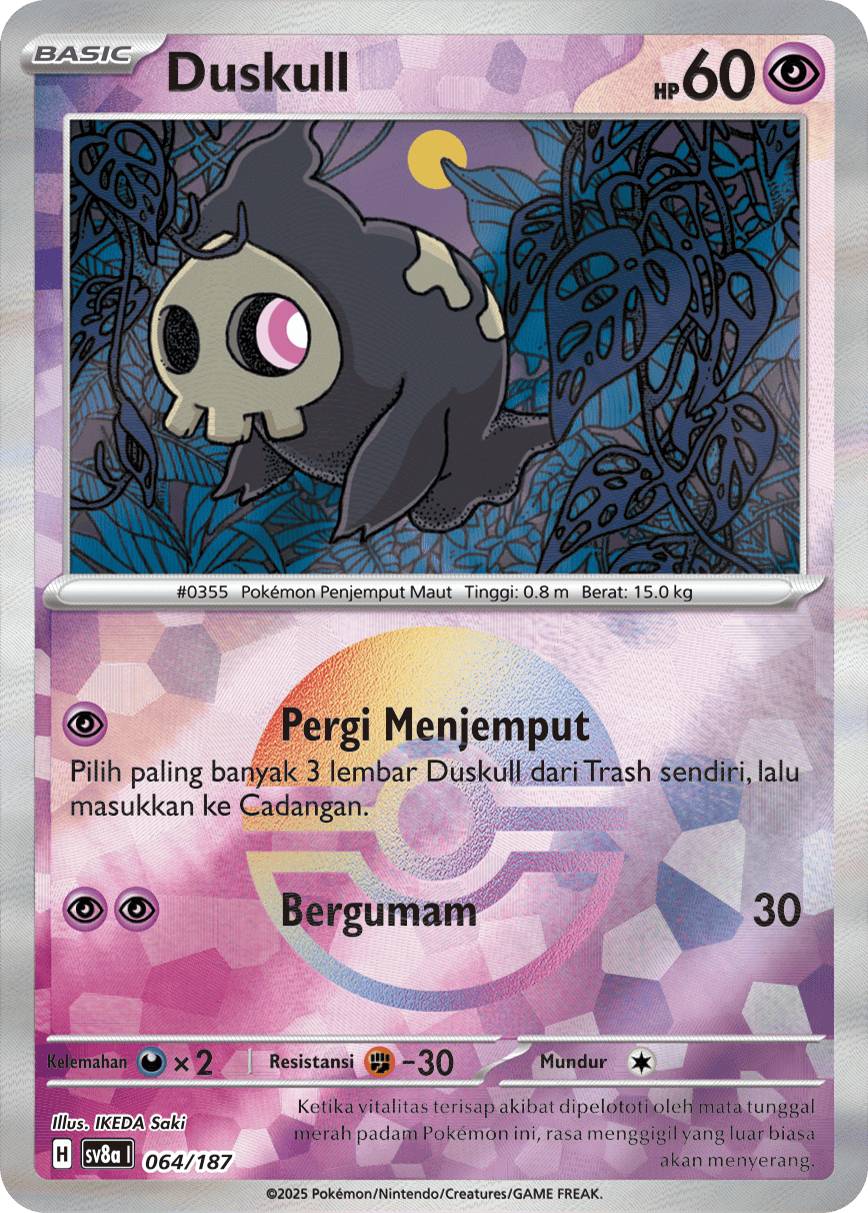 BASIC
Duskull
HP 60
#0355 Pokémon Penjemput Maut Tinggi: 0.8 m Berat: 15.0 kg
Pergi Menjemput
Pilih paling banyak 3 lembar Duskull dari Trash sendiri, lalu
masukkan ke Cadangan.
Bergumam 30
Kelemahan ×2 Resistansi -30 Mundur
Illus. IKEDA Saki
Ketika vitalitas terisap akibat dipelototi oleh mata tunggal
merah padam Pokémon ini, rasa menggigil yang luar biasa
akan menyerang.
H sv8a I 064/187
©2025 Pokémon/Nintendo/Creatures/GAME FREAK.